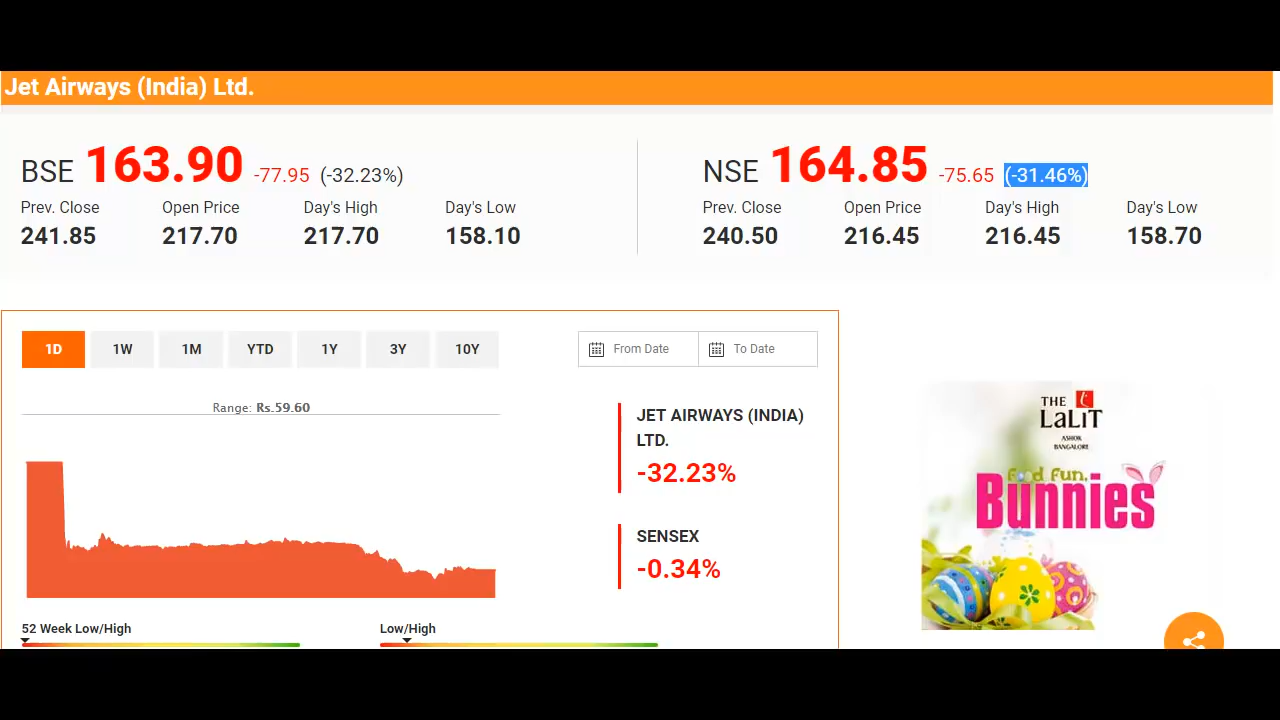 Jet Airways (India) Ltd.
BSE 163.90 -77.95 (-32.23%)
Prev. Close Open Price Day's High Day's Low
241.85 217.70 217.70 158.10
NSE 164.85 -75.65 (-31.46%)
Prev. Close Open Price Day's High Day's Low
240.50 216.45 216.45 158.70
1D 1W 1M YTD 1Y 3Y 10Y
From Date To Date
Range: Rs.59.60
JET AIRWAYS (INDIA)
LTD.
-32.23%
SENSEX
-0.34%
52 Week Low/High Low/High
THE
LaLiT
ASHOK
BANGALORE
find fun.
Bunnies